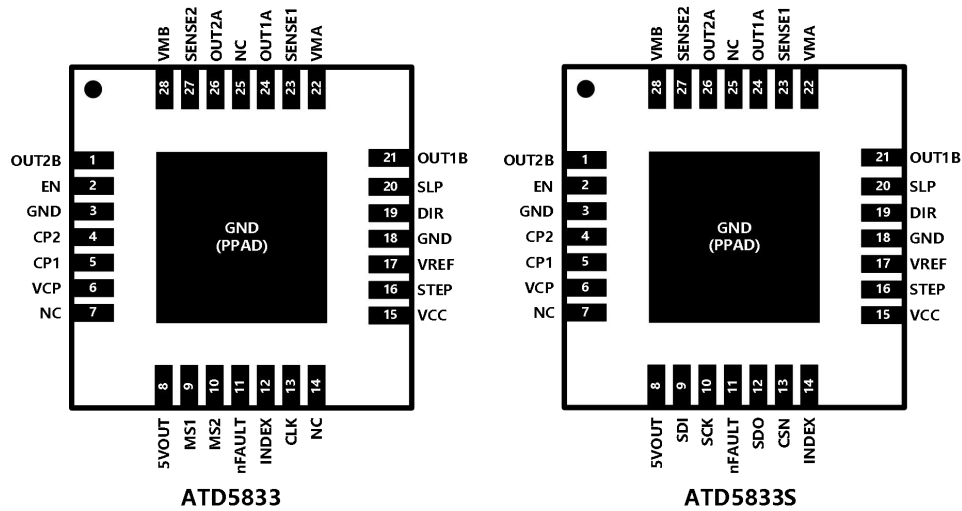 VMB
SENSE2
OUT2A
NC
OUT1A
SENSE1
VMA
28
27
26
25
24
23
22
OUT2B 1
EN 2
GND 3
CP2 4
CP1 5
VCP 6
NC 7
GND
(PPAD)
21 OUT1B
20 SLP
19 DIR
18 GND
17 VREF
16 STEP
15 VCC
8
9
10
11
12
13
14
5VOUT
MS1
MS2
nFAULT
INDEX
CLK
NC
ATD5833
VMB
SENSE2
OUT2A
NC
OUT1A
SENSE1
VMA
28
27
26
25
24
23
22
OUT2B 1
EN 2
GND 3
CP2 4
CP1 5
VCP 6
NC 7
GND
(PPAD)
21 OUT1B
20 SLP
19 DIR
18 GND
17 VREF
16 STEP
15 VCC
8
9
10
11
12
13
14
5VOUT
SDI
SCK
nFAULT
SDO
CSN
INDEX
ATD5833S